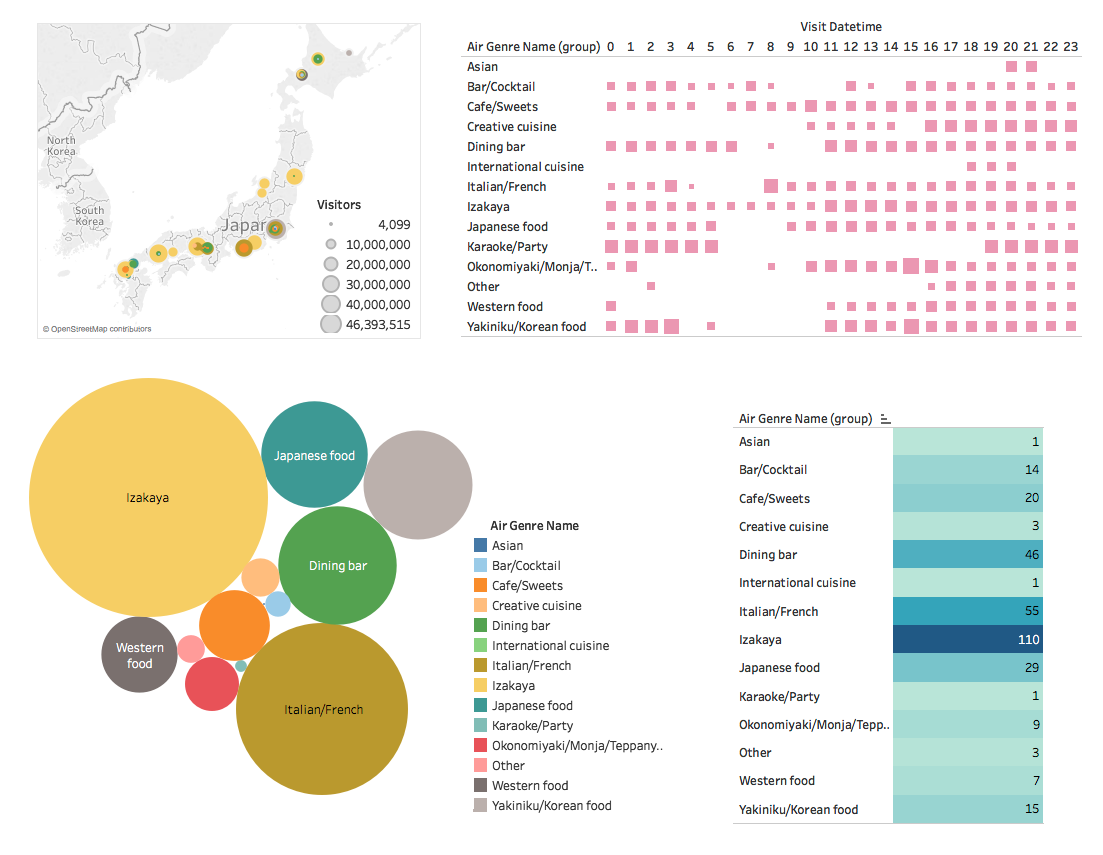 North
Korea
South
Korea
Japan
Visitors
4,099
10,000,000
20,000,000
30,000,000
40,000,000
46,393,515
© OpenStreetMap contributors
Visit Datetime
Air Genre Name (group) 0 1 2 3 4 5 6 7 8 9 10 11 12 13 14 15 16 17 18 19 20 21 22 23
Asian
Bar/Cocktail
Cafe/Sweets
Creative cuisine
Dining bar
International cuisine
Italian/French
Izakaya
Japanese food
Karaoke/Party
Okonomiyaki/Monja/T..
Other
Western food
Yakiniku/Korean food
Izakaya
Japanese food
Dining bar
Western
food
Italian/French
Air Genre Name
Asian
Bar/Cocktail
Cafe/Sweets
Creative cuisine
Dining bar
International cuisine
Italian/French
Izakaya
Japanese food
Karaoke/Party
Okonomiyaki/Monja/Teppany..
Other
Western food
Yakiniku/Korean food
Air Genre Name (group)
Asian 1
Bar/Cocktail 14
Cafe/Sweets 20
Creative cuisine 3
Dining bar 46
International cuisine 1
Italian/French 55
Izakaya 110
Japanese food 29
Karaoke/Party 1
Okonomiyaki/Monja/Tepp.. 9
Other 3
Western food 7
Yakiniku/Korean food 15